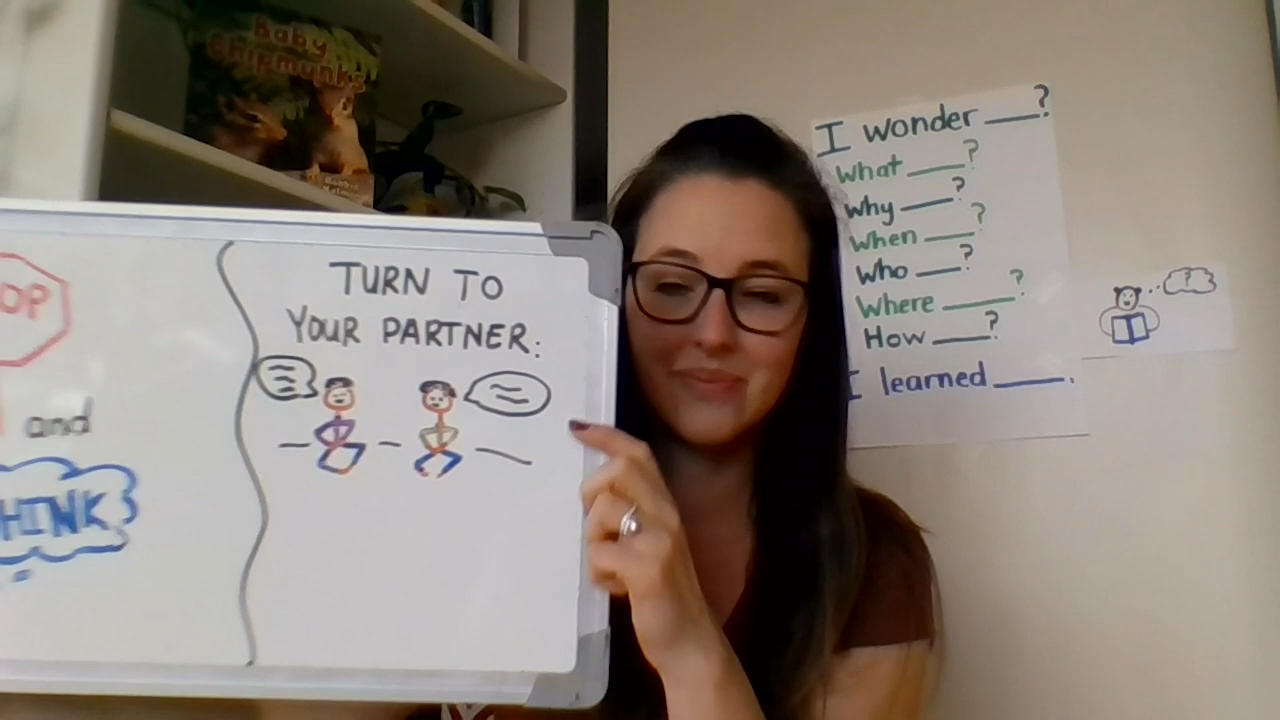 Baby
Chipmunks
OP
and
HINK
TURN TO
YOUR PARTNER:
I wonder ___?
What ___?
Why ___?
When ___?
Who ___?
Where ___?
How ___?
I learned ___.
?